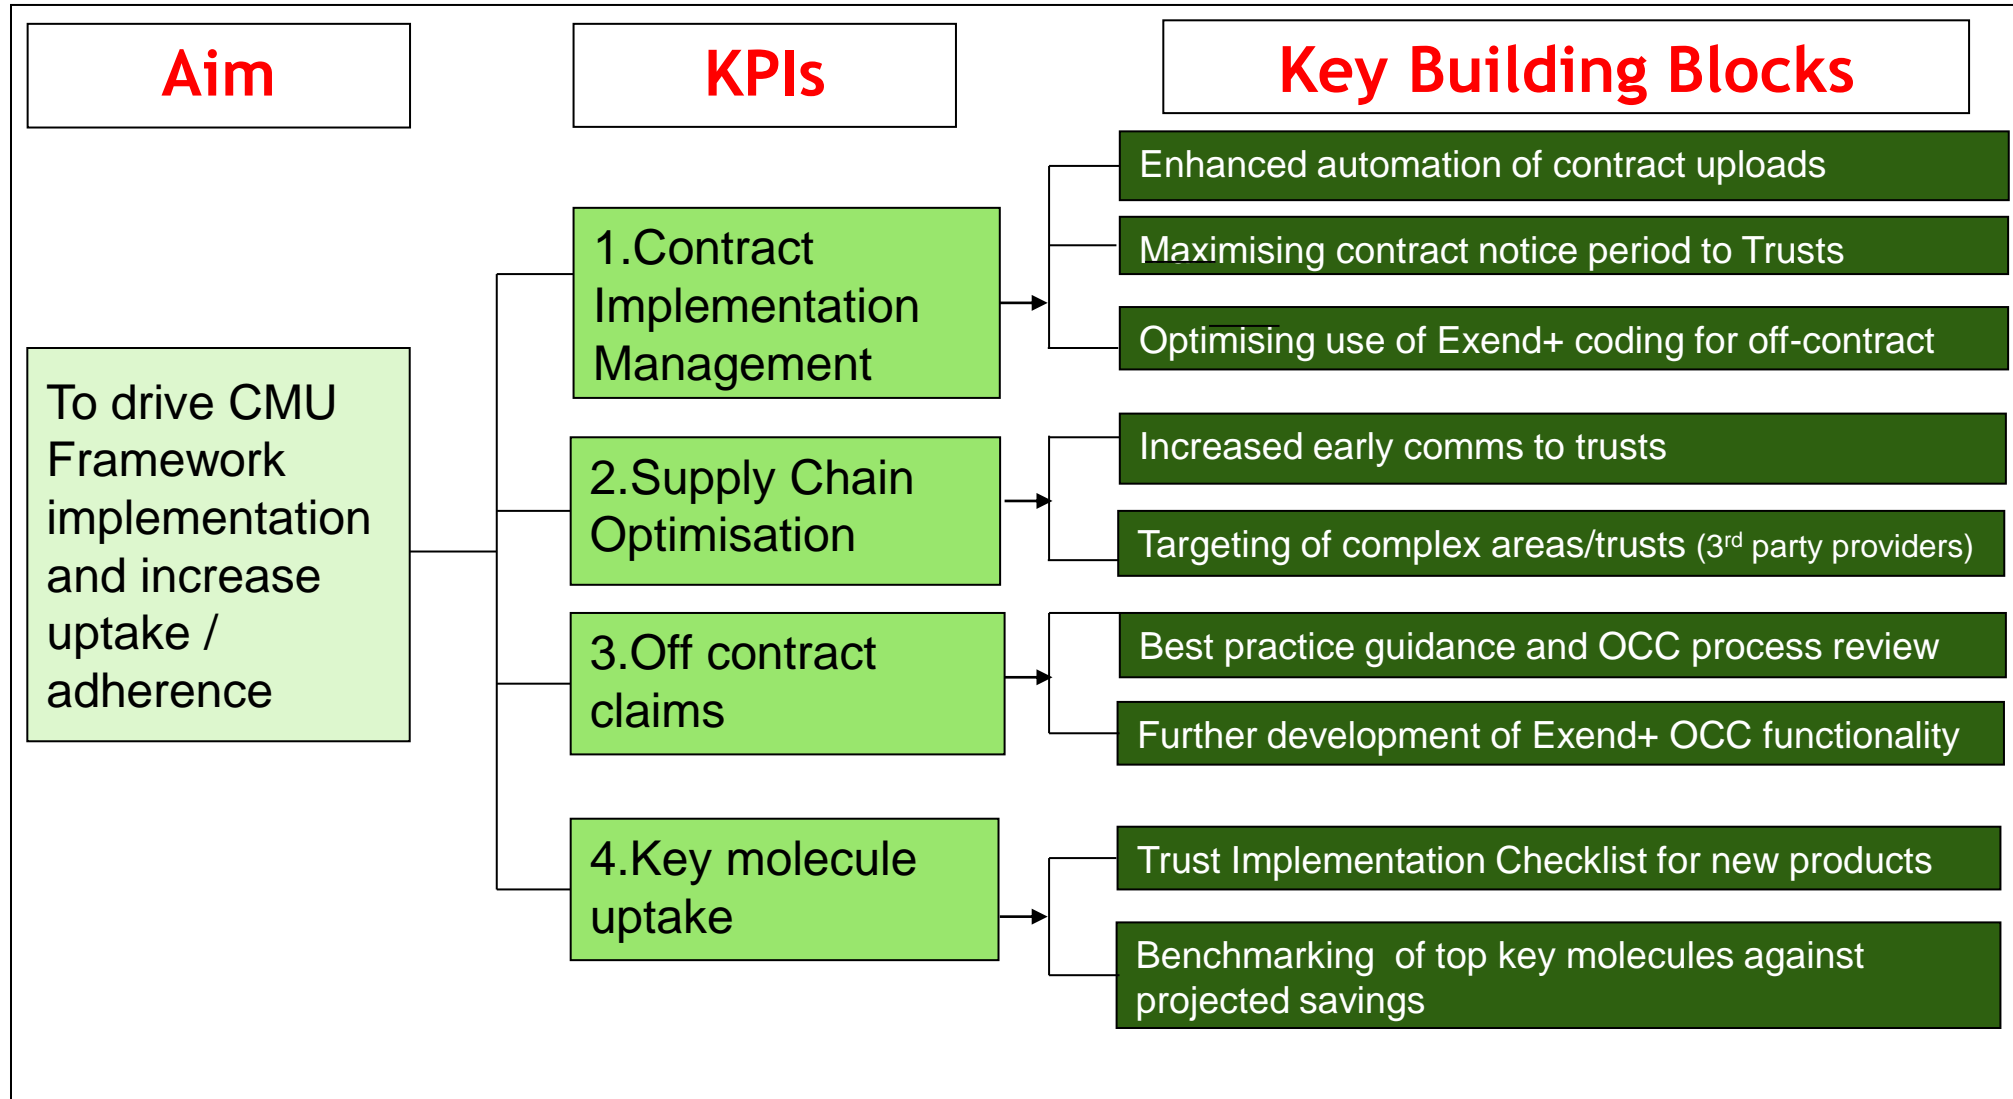 Aim
KPIs
Key Building Blocks
To drive CMU
Framework
implementation
and increase
uptake /
adherence
1.Contract
Implementation
Management
2.Supply Chain
Optimisation
3.Off contract
claims
4.Key molecule
uptake
Enhanced automation of contract uploads
Maximising contract notice period to Trusts
Optimising use of Exend+ coding for off-contract
Increased early comms to trusts
Targeting of complex areas/trusts (3rd party providers)
Best practice guidance and OCC process review
Further development of Exend+ OCC functionality
Trust Implementation Checklist for new products
Benchmarking of top key molecules against
projected savings